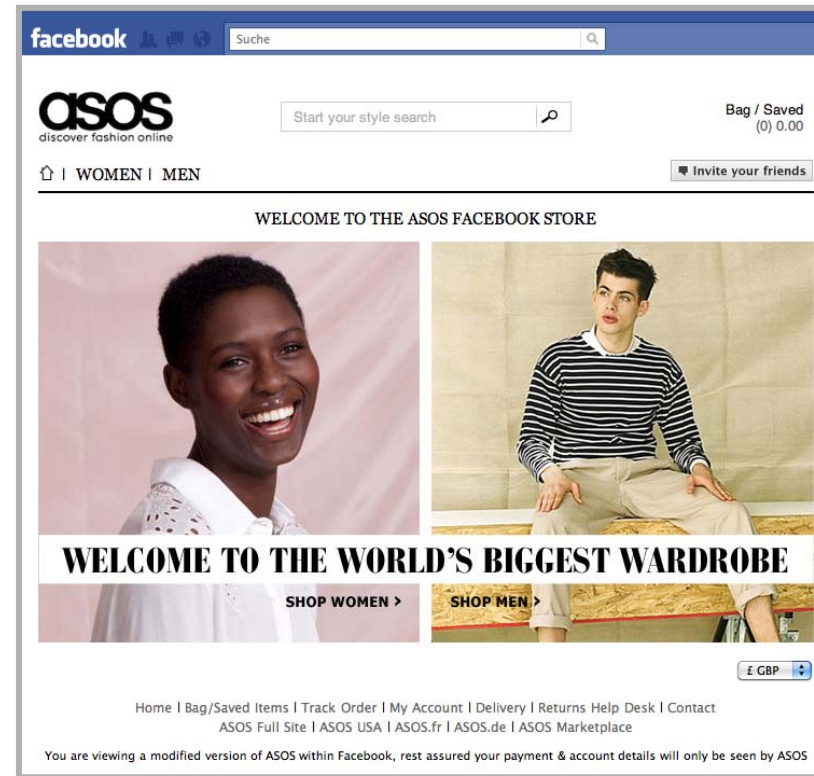 facebook Suche
asos
discover fashion online
Start your style search
Bag / Saved
(0) 0.00
| WOMEN | MEN
Invite your friends
WELCOME TO THE ASOS FACEBOOK STORE
WELCOME TO THE WORLD'S BIGGEST WARDROBE
SHOP WOMEN > SHOP MEN >
£ GBP
Home | Bag/Saved Items | Track Order | My Account | Delivery | Returns Help Desk | Contact
ASOS Full Site | ASOS USA | ASOS.fr | ASOS.de | ASOS Marketplace
You are viewing a modified version of ASOS within Facebook, rest assured your payment & account details will only be seen by ASOS